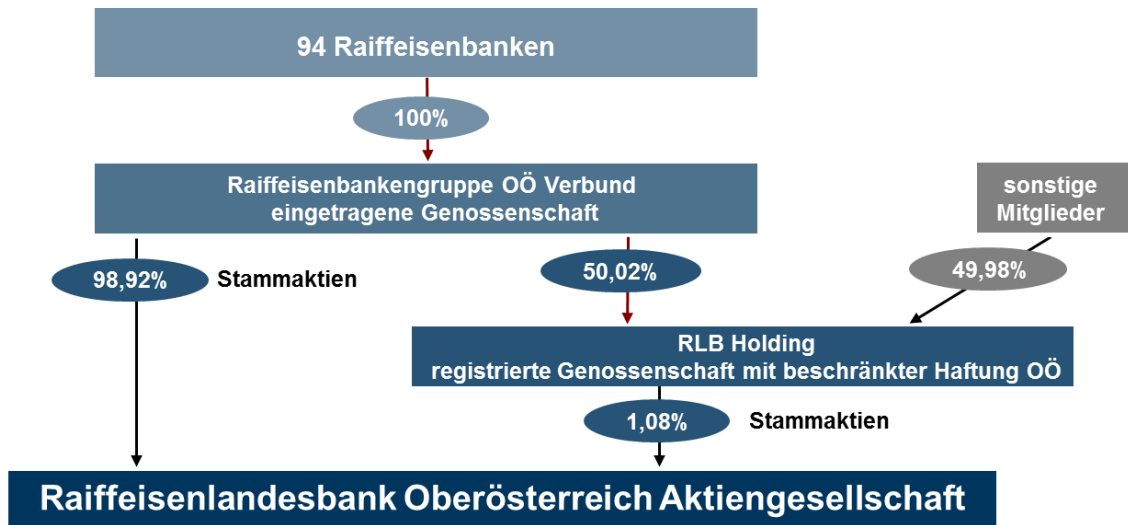 94 Raiffeisenbanken
100%
Raiffeisenbankengruppe OÖ Verbund
eingetragene Genossenschaft
sonstige
Mitglieder
98,92%
Stammaktien
50,02%
49,98%
RLB Holding
registrierte Genossenschaft mit beschränkter Haftung OÖ
1,08%
Stammaktien
Raiffeisenlandesbank Oberösterreich Aktiengesellschaft